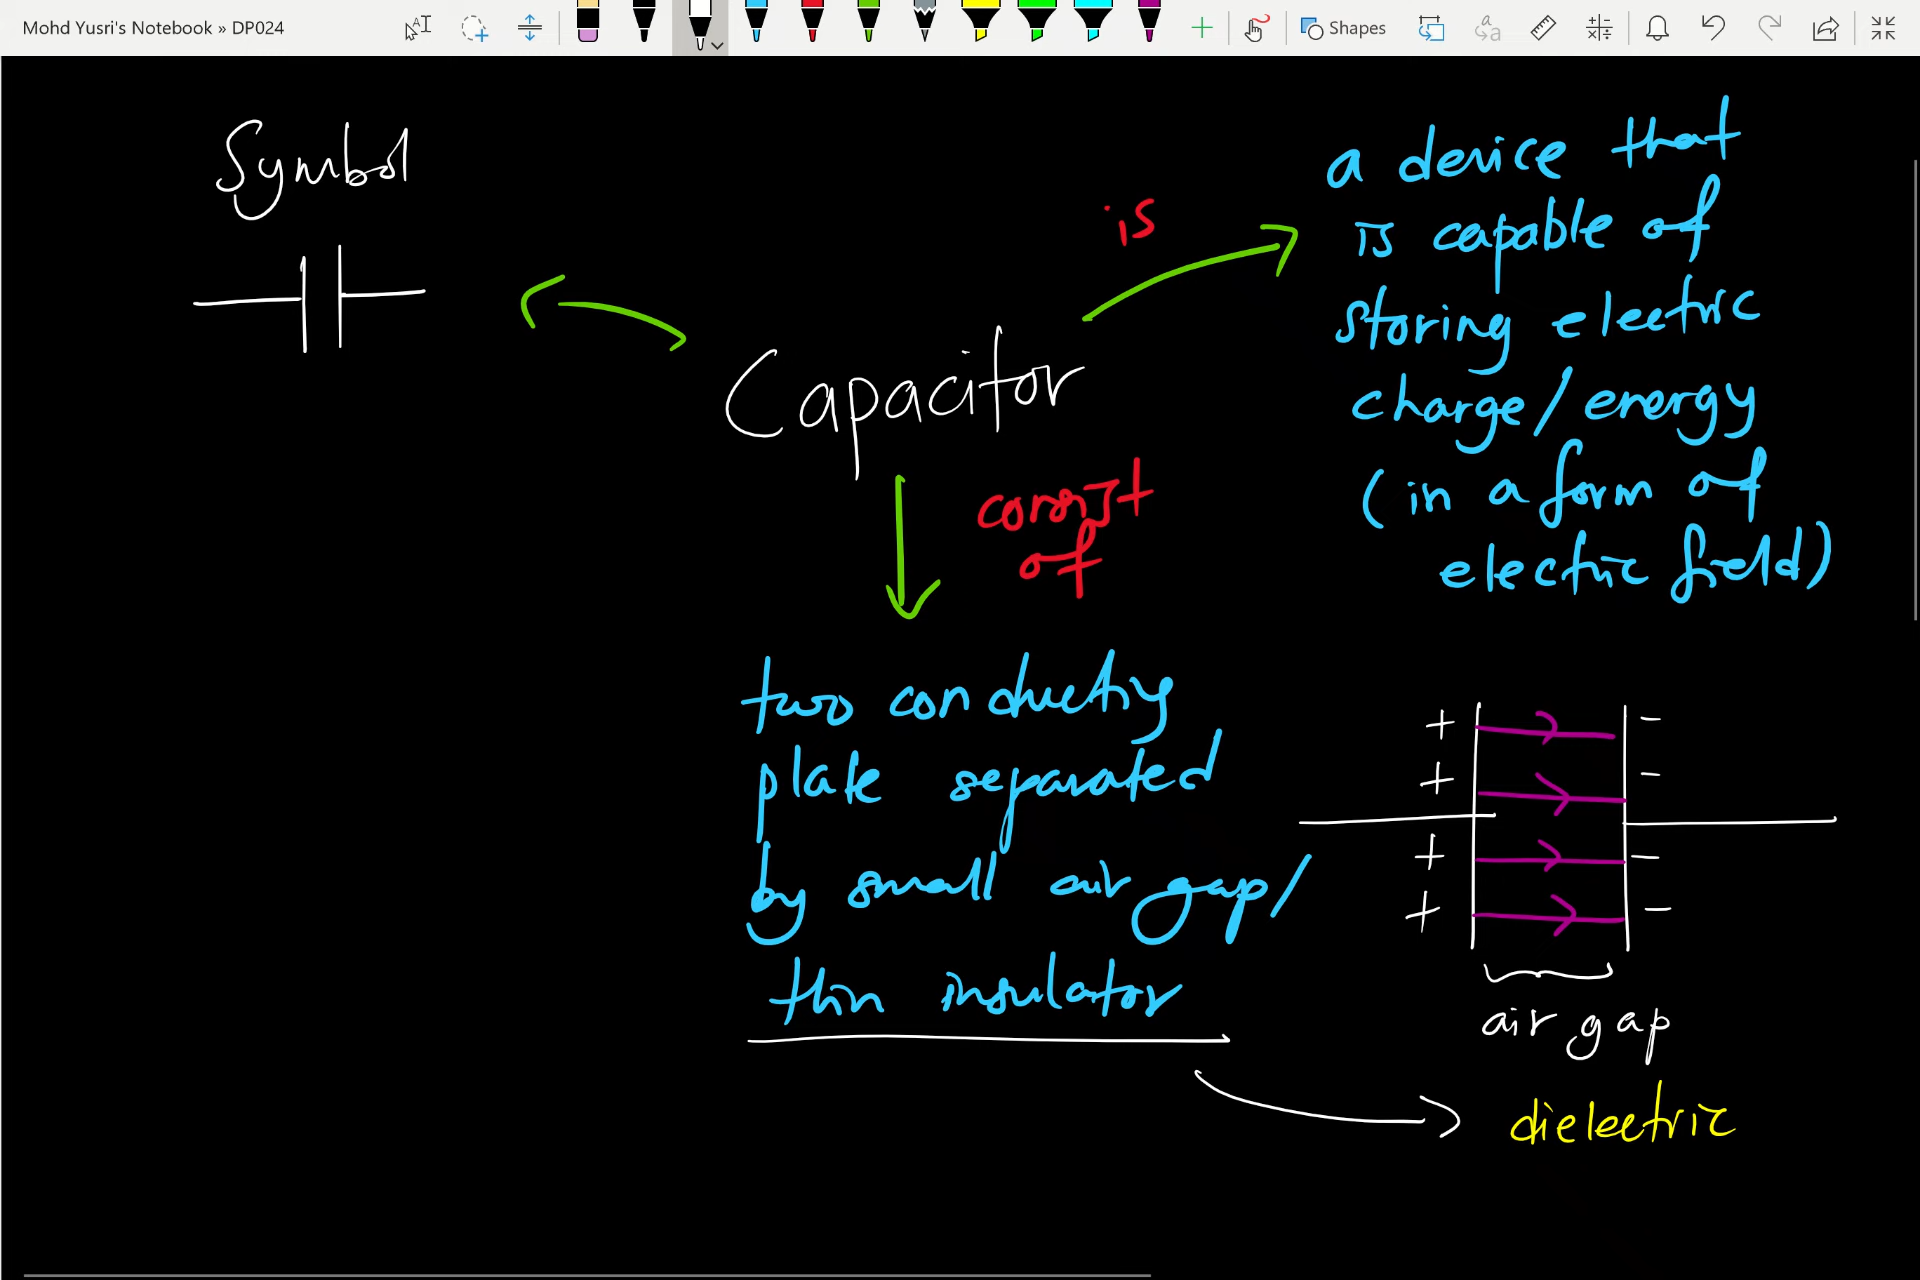 Mohd Yusri's Notebook » DP024
Shapes
Symbol
is
a device that
is capable of
storing electric
charge/energy
(in a form of
electric field)
Capacitor
consist
of
two conducting
plate separated
by small air gap/
thin insulator
+ -
+ -
+ -
+ -
air gap
dielectric